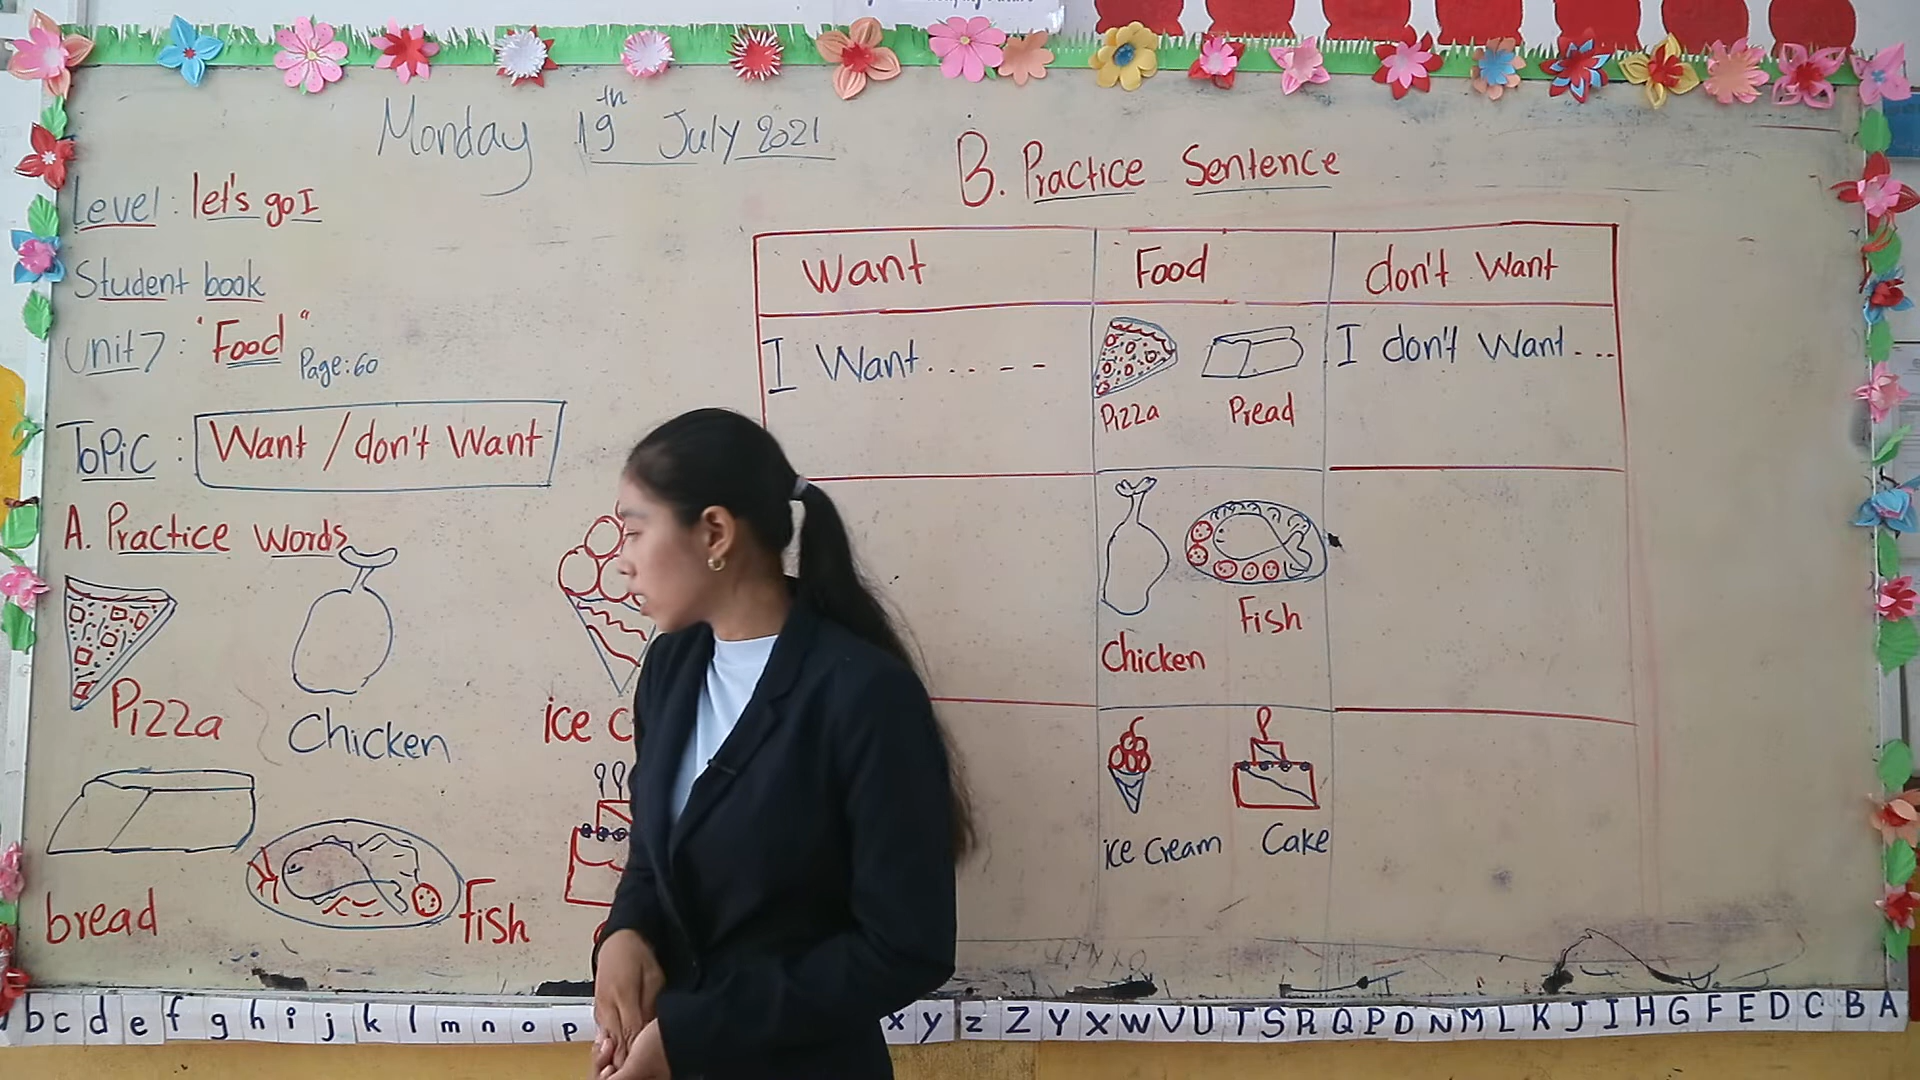 Monday 19th July 2021
Level: let's go I
Student book
Unit 7: "Food" Page: 60
Topic: Want / don't Want
A. Practice Words
Pizza
Chicken
ice c
bread
fish
B. Practice Sentence
Want Food don't Want
I Want..... - -
Pizza Pread
I don't Want...
Chicken Fish
ice cream Cake
b c d e f g h i j k l m n o p
x y z Z Y X W V U T S R Q P O N M L K J I H G F E D C B A